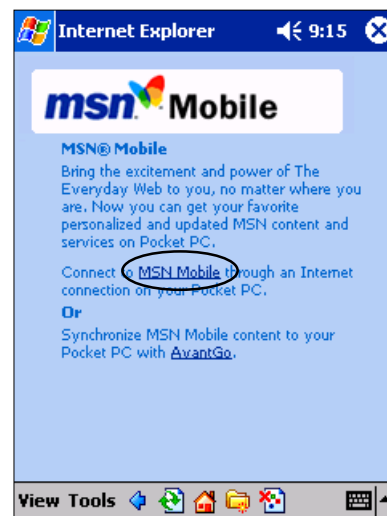 Internet Explorer 9:15
msn Mobile
MSN® Mobile
Bring the excitement and power of The
Everyday Web to you, no matter where you
are. Now you can get your favorite
personalized and updated MSN content and
services on Pocket PC.
Connect to MSN Mobile through an Internet
connection on your Pocket PC.
Or
Synchronize MSN Mobile content to your
Pocket PC with AvantGo.
View Tools